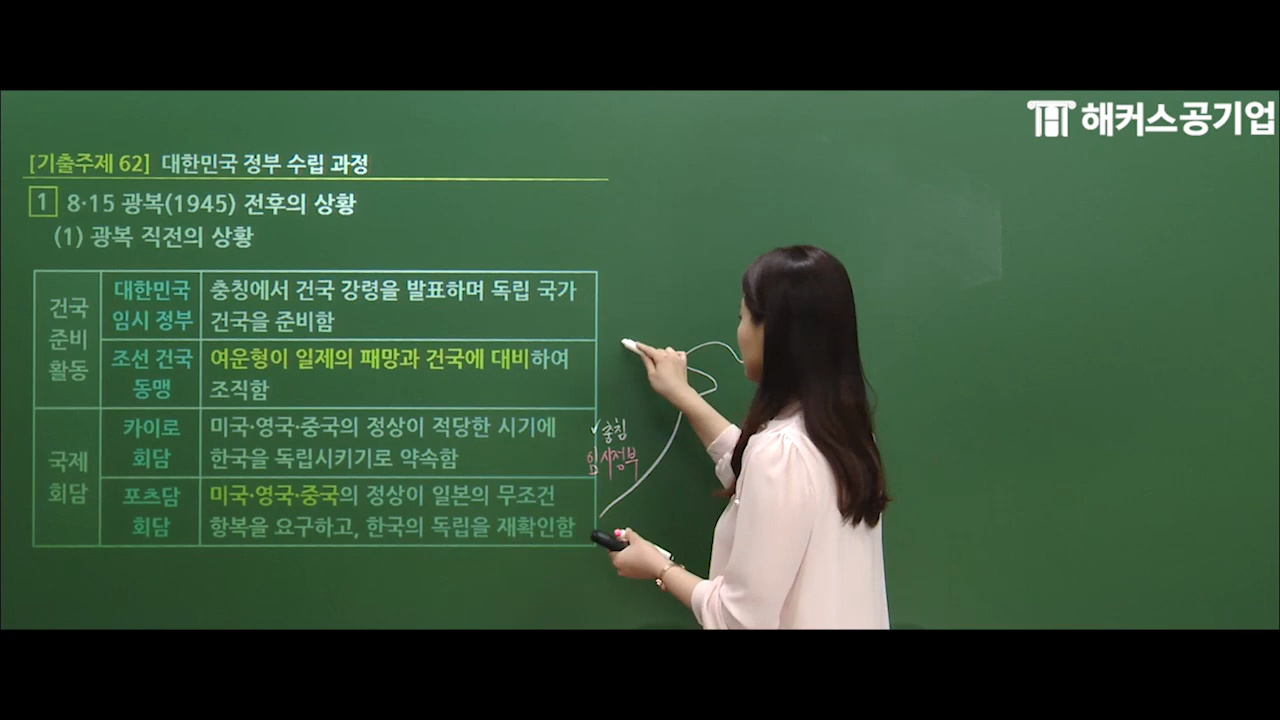 해커스공기업
[기출주제 62] 대한민국 정부 수립 과정
1 8·15 광복(1945) 전후의 상황
(1) 광복 직전의 상황
건국
준비
활동
대한민국
임시 정부
충칭에서 건국 강령을 발표하며 독립 국가
건국을 준비함
조선 건국
동맹
여운형이 일제의 패망과 건국에 대비하여
조직함
국제
회담
카이로
회담
미국·영국·중국의 정상이 적당한 시기에
한국을 독립시키기로 약속함
포츠담
회담
미국·영국·중국의 정상이 일본의 무조건
항복을 요구하고, 한국의 독립을 재확인함
충칭
임시정부